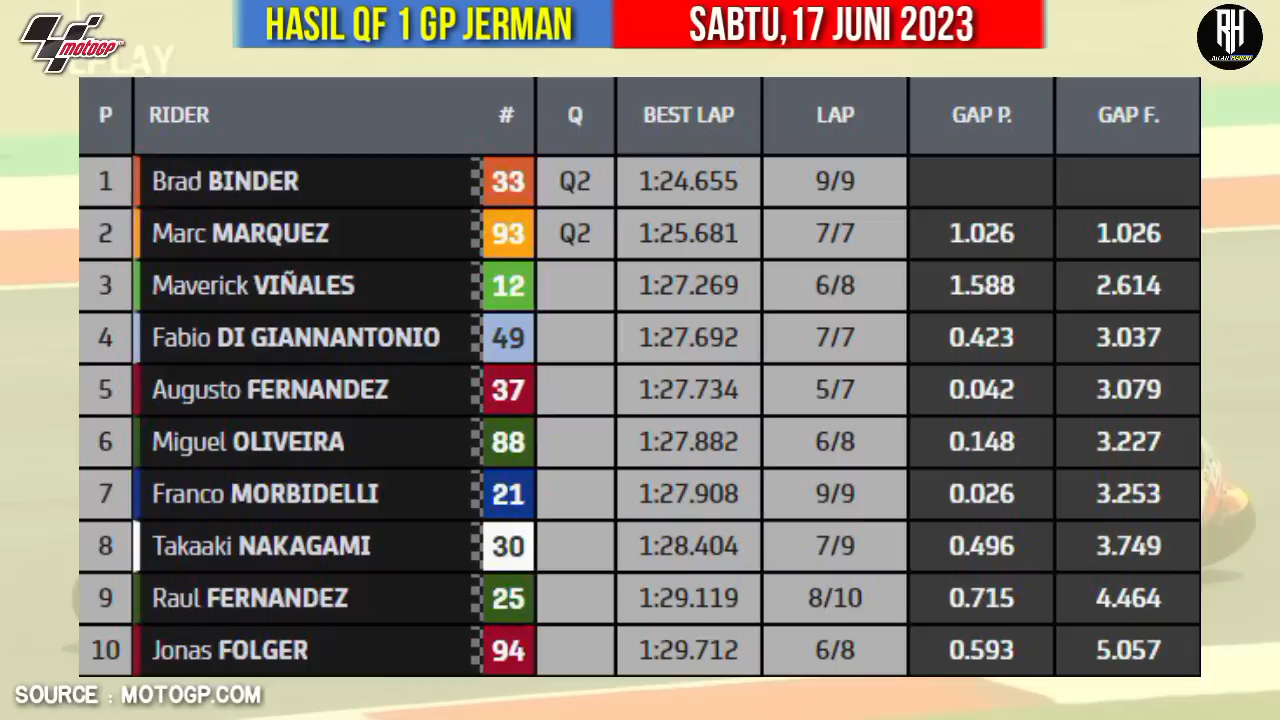 HASIL QF 1 GP JERMAN SABTU, 17 JUNI 2023
MotoGP
RH
PLAY
P RIDER # Q BEST LAP LAP GAP P. GAP F.
1 Brad BINDER 33 Q2 1:24.655 9/9
2 Marc MARQUEZ 93 Q2 1:25.681 7/7 1.026 1.026
3 Maverick VIÑALES 12 1:27.269 6/8 1.588 2.614
4 Fabio DI GIANNANTONIO 49 1:27.692 7/7 0.423 3.037
5 Augusto FERNANDEZ 37 1:27.734 5/7 0.042 3.079
6 Miguel OLIVEIRA 88 1:27.882 6/8 0.148 3.227
7 Franco MORBIDELLI 21 1:27.908 9/9 0.026 3.253
8 Takaaki NAKAGAMI 30 1:28.404 7/9 0.496 3.749
9 Raul FERNANDEZ 25 1:29.119 8/10 0.715 4.464
10 Jonas FOLGER 94 1:29.712 6/8 0.593 5.057
SOURCE : MOTOGP.COM